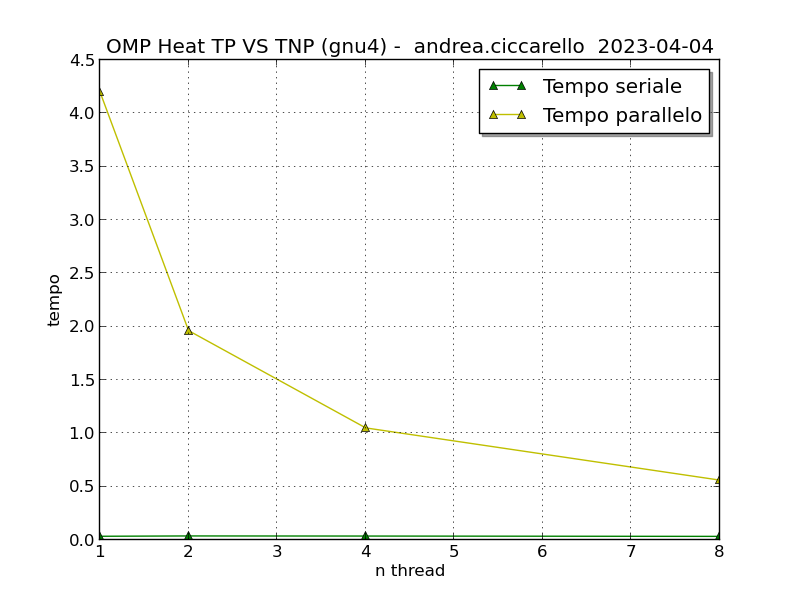 OMP Heat TP VS TNP (gnu4) -  andrea.ciccarello  2023-04-04
Tempo seriale
Tempo parallelo
4.5
4.0
3.5
3.0
2.5
2.0
1.5
1.0
0.5
0.0
tempo
1 2 3 4 5 6 7 8
n thread